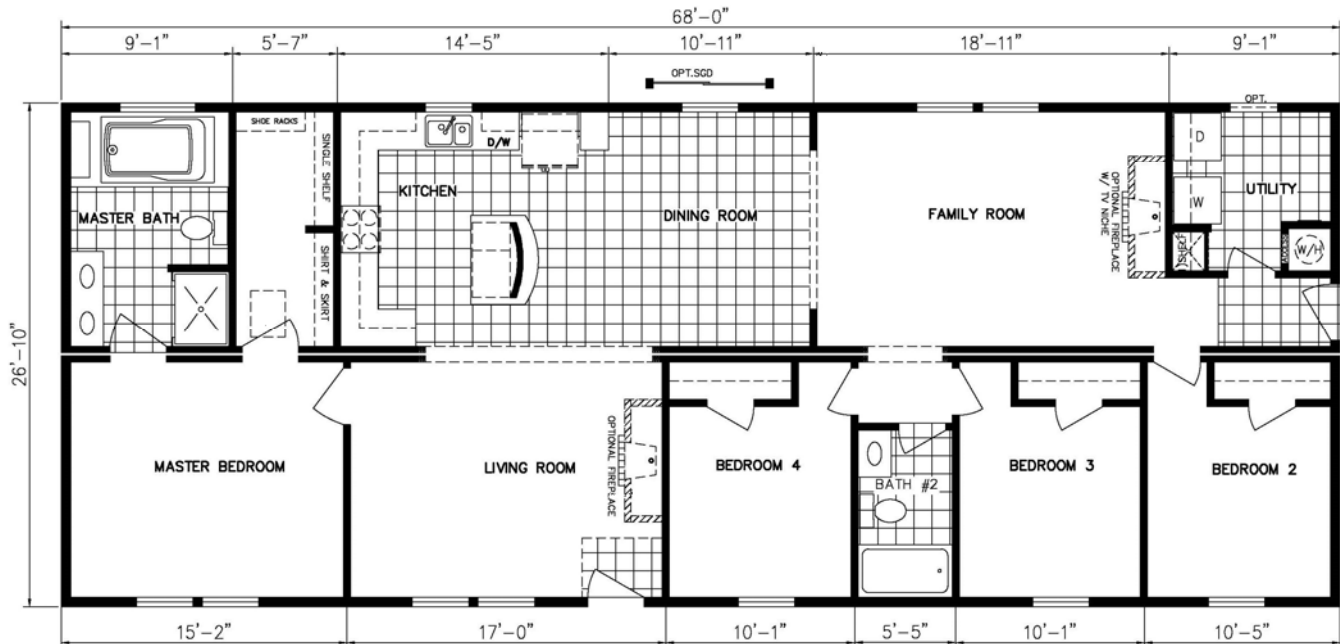 68'-0"
9'-1" 5'-7" 14'-5" 10'-11" 18'-11" 9'-1"
OPT.SGD
OPT.
SHOE RACKS
SINGLE SHELF
D/W
D
KITCHEN
OPTIONAL FIREPLACE
W/ TV NICHE
W
UTILITY
MASTER BATH
DINING ROOM
FAMILY ROOM
SHIRT & SKIRT
SHELF
ACCESS
W/H
26'-10"
MASTER BEDROOM
LIVING ROOM
OPTIONAL FIREPLACE
BEDROOM 4
BATH #2
BEDROOM 3
BEDROOM 2
15'-2" 17'-0" 10'-1" 5'-5" 10'-1" 10'-5"